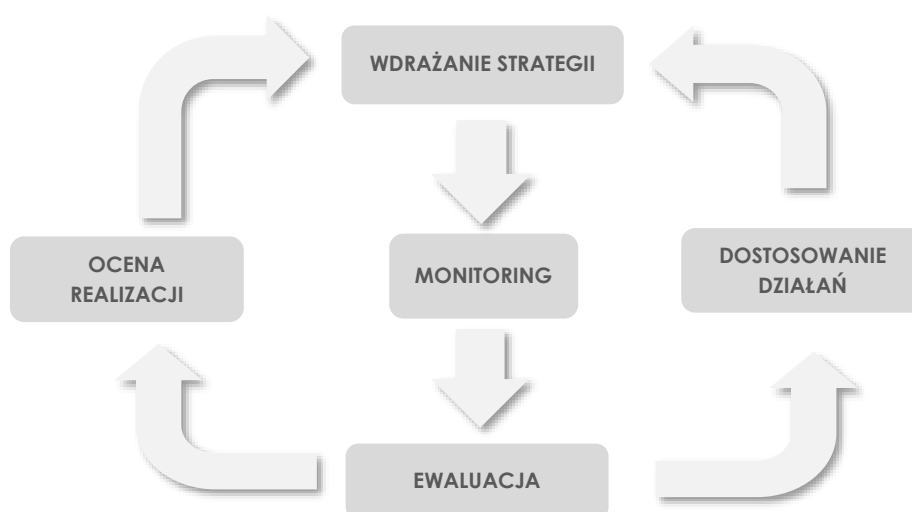 WDRAŻANIE STRATEGII
OCENA
REALIZACJI
MONITORING
DOSTOSOWANIE
DZIAŁAŃ
EWALUACJA